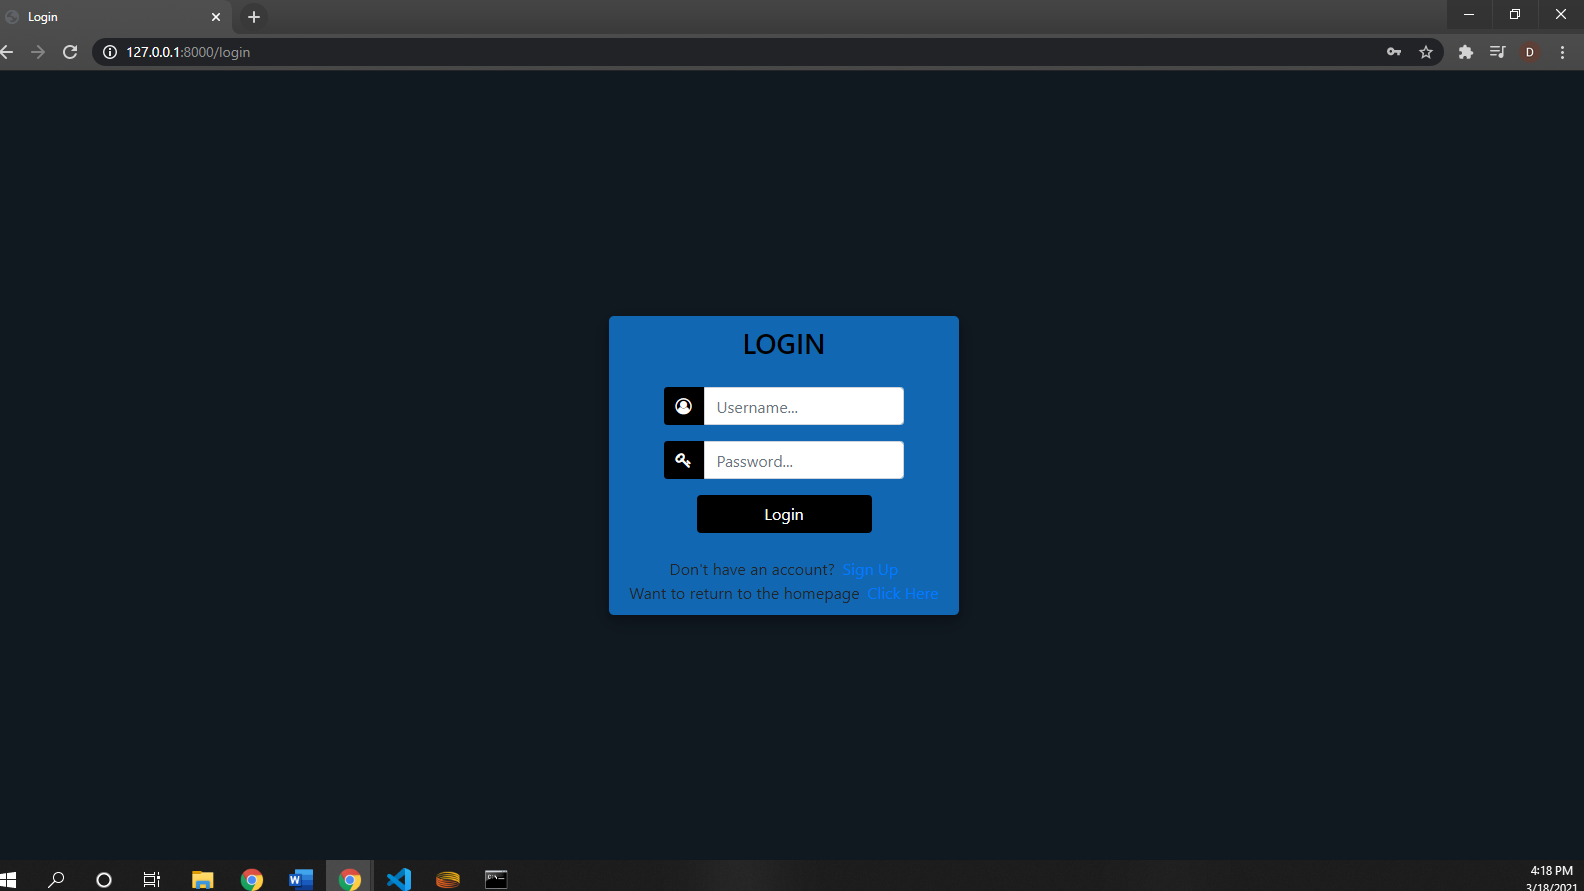 Login
127.0.0.1:8000/login
D
LOGIN
Username...
Password...
Login
Don't have an account? Sign Up
Want to return to the homepage Click Here
4:18 PM
3/18/2021